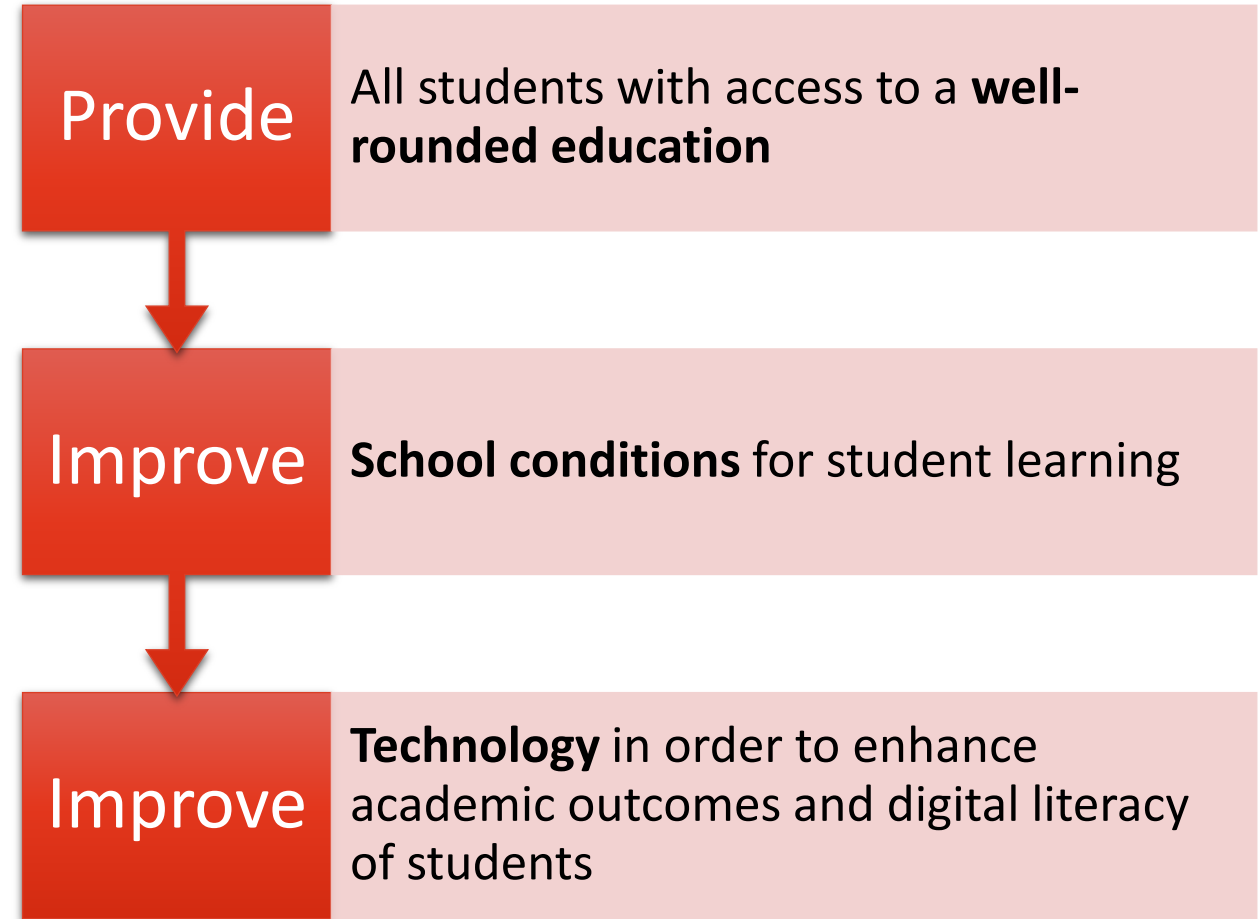 Provide
All students with access to a well-
rounded education
Improve
School conditions for student learning
Improve
Technology in order to enhance
academic outcomes and digital literacy
of students